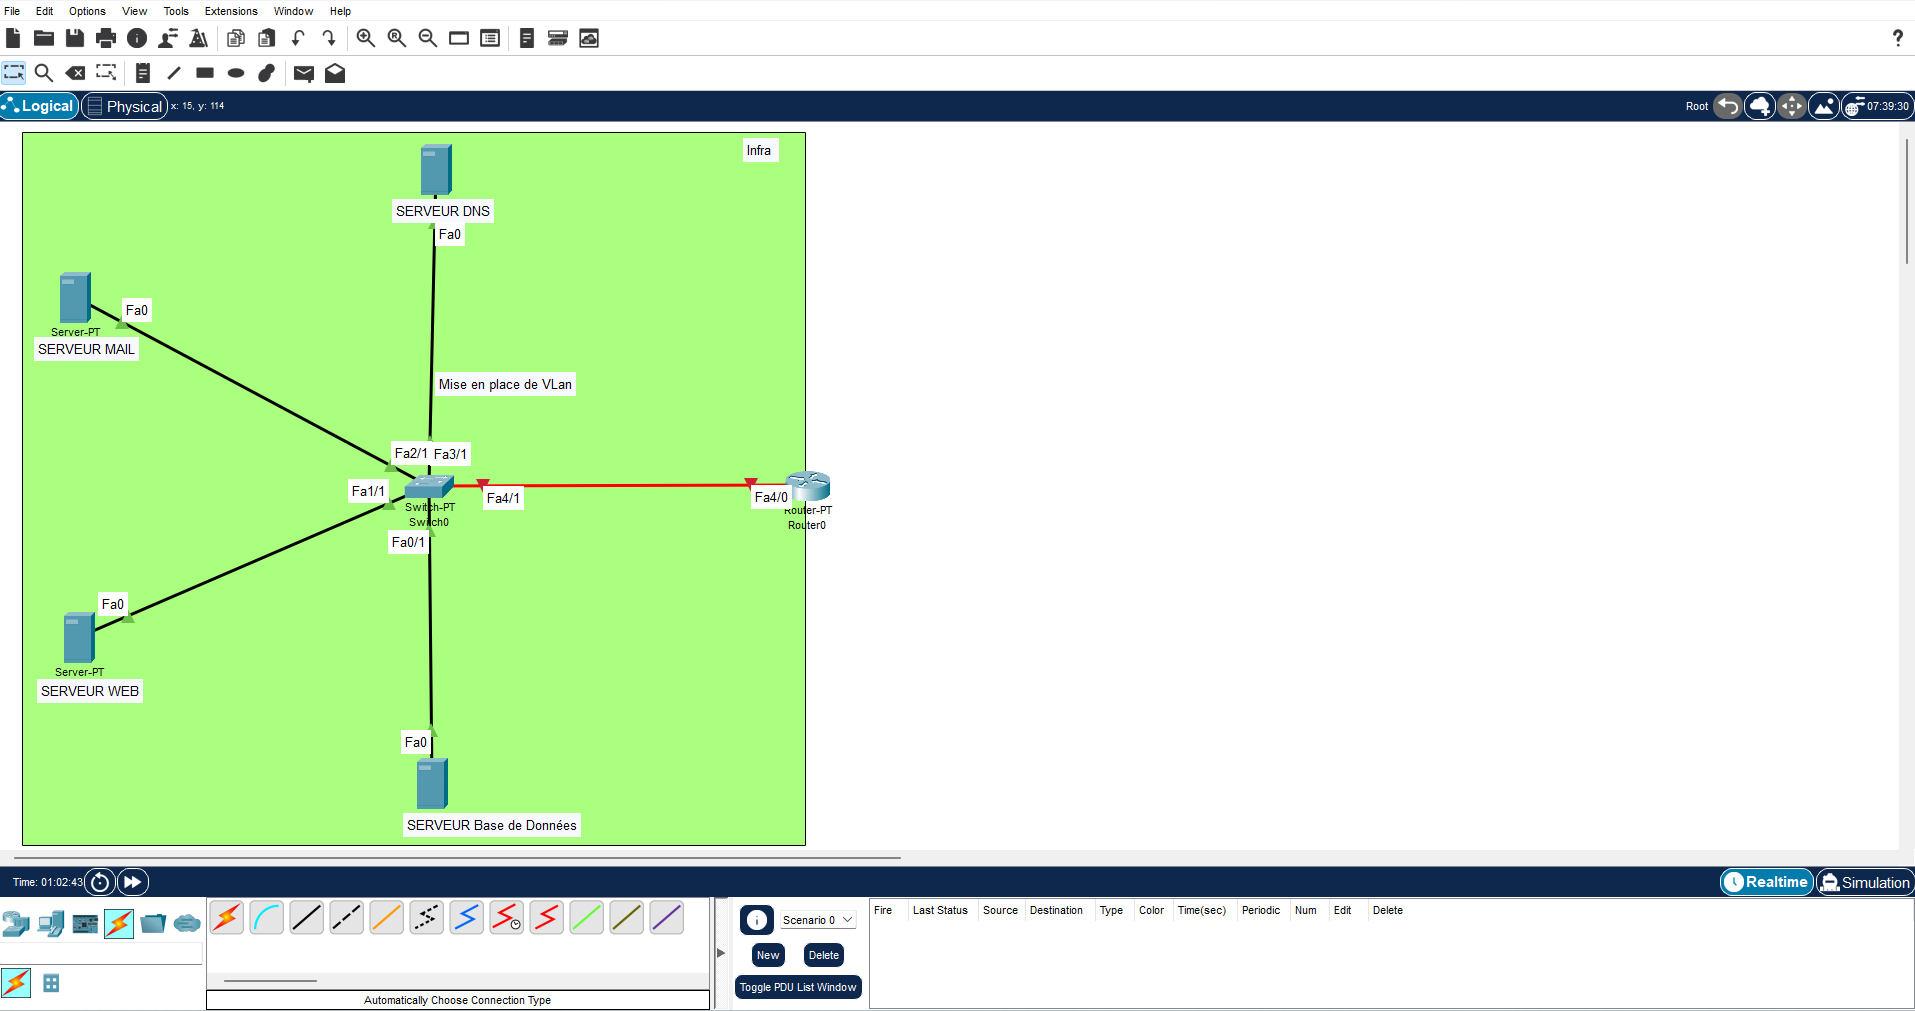 File Edit Options View Tools Extensions Window Help
?
Logical Physical x: 15, y: 114 Root 07:39:30
Infra
SERVEUR DNS
Fa0
Fa0
Server-PT
SERVEUR MAIL
Mise en place de VLan
Fa2/1 Fa3/1
Fa1/1
Fa4/1 Fa4/0
Switch-PT Router-PT
Switch0 Router0
Fa0/1
Fa0
Server-PT
SERVEUR WEB
Fa0
SERVEUR Base de Données
Time: 01:02:43 Realtime Simulation
Scenario 0 Fire Last Status Source Destination Type Color Time(sec) Periodic Num Edit Delete
New Delete
Toggle PDU List Window
Automatically Choose Connection Type